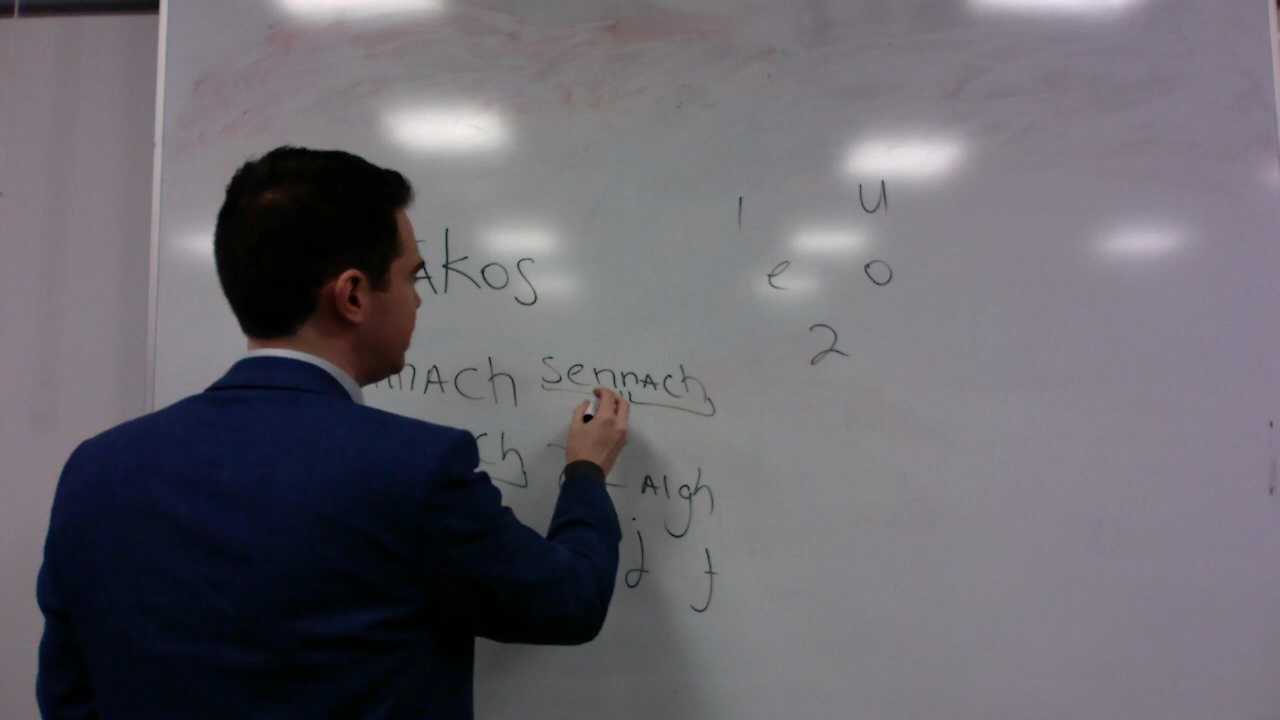 ı u
Akos e o
2
nnAch sennAch
ch Algh
j ɟ